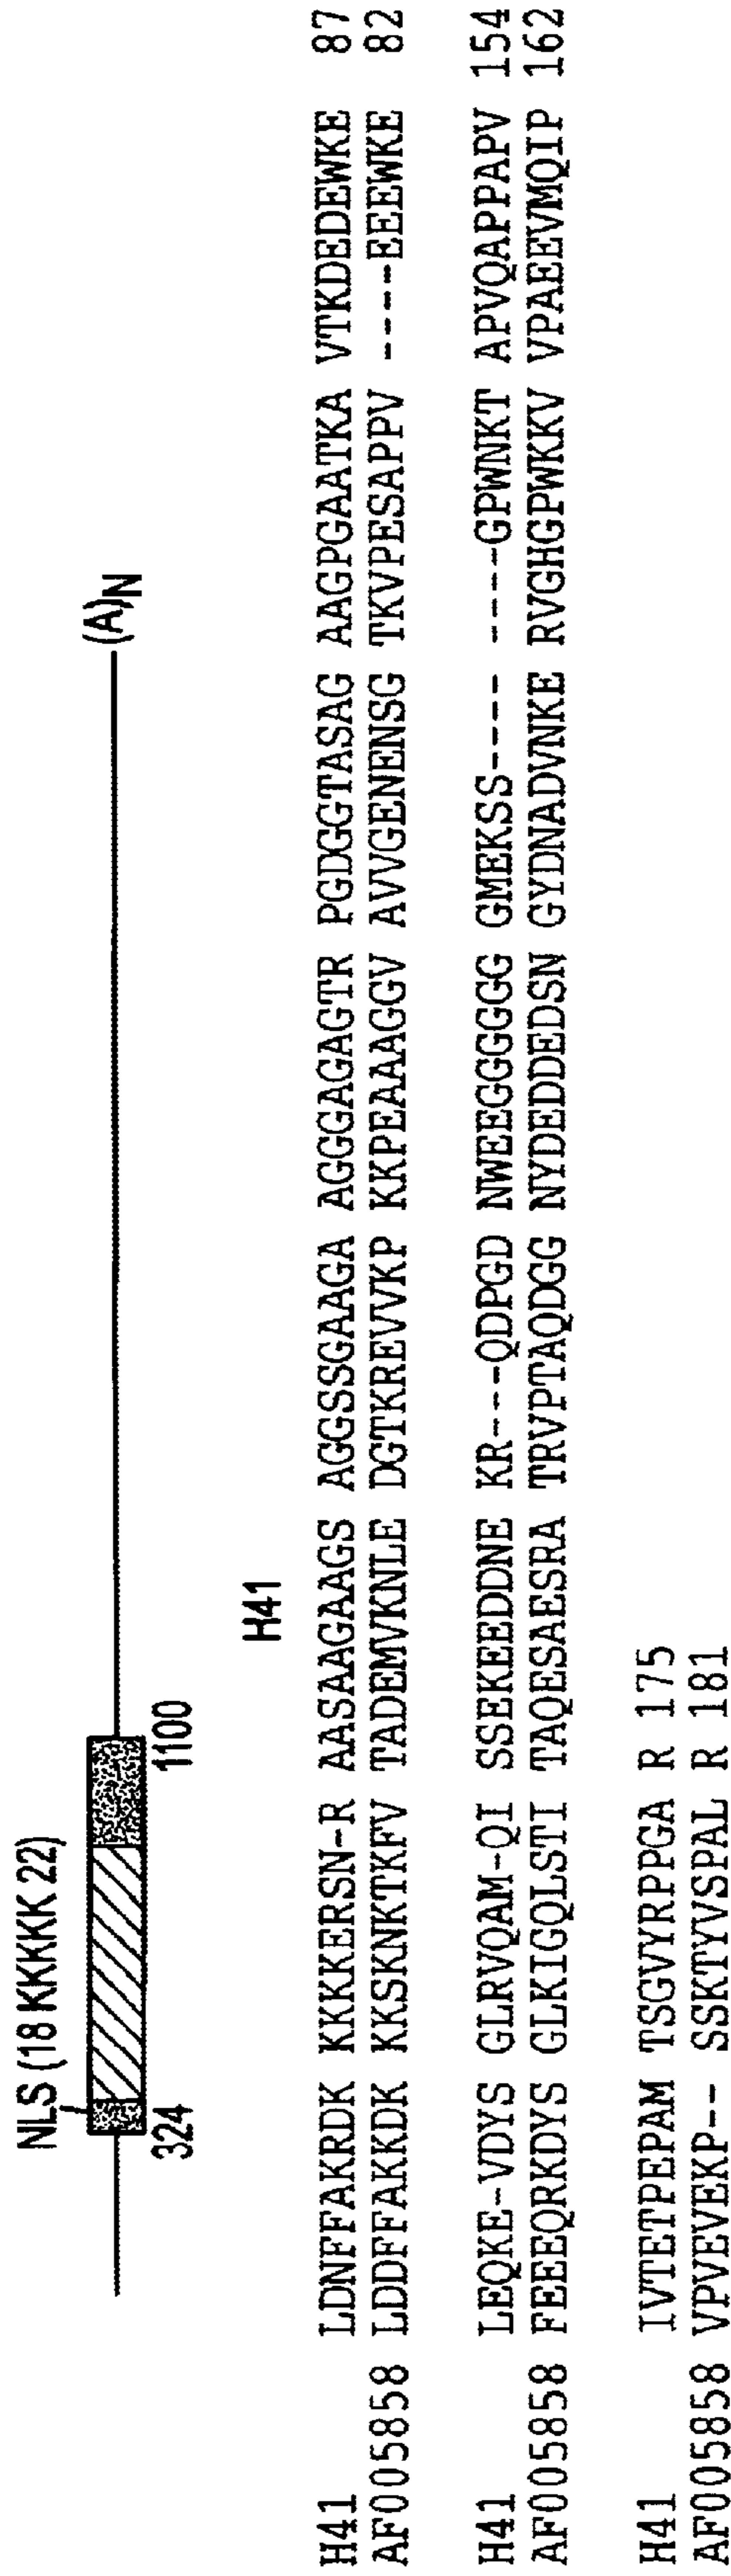 NLS (18 KKKKK 22)
324
1100
(A)N
H41
H41 LDNFFAKRDK KKKKERSN-R AASAAGAAGS AGGSSGAAGA AGGGAGAGTR PGDGGTASAG AAGPGAATKA VTKDEDEWKE 87
AF005858 LDDFFAKKDK KKSKNKTKFV TADEMVKNLE DGTKREVVKP KKPEAAAGGV AVVGENENSG TKVPESAPPV ----EEEWKE 82
H41 LEQKE-VDYS GLRVQAM-QI SSEKEEDDNE KR---QDPGD NWEEGGGGGG GMEKSS---- ----GPWNKT APVQAPPAPV 154
AF005858 FEEEQRKDYS GLKIGQLSTI TAQESAESRA TRVPTAQDGG NYDEDDEDSN GYDNADVNKE RVGHGPWKKV VPAEEVMQIP 162
H41 IVTETPEPAM TSGVYRPPGA R 175
AF005858 VPVEVEKP-- SSKTYVSPAL R 181